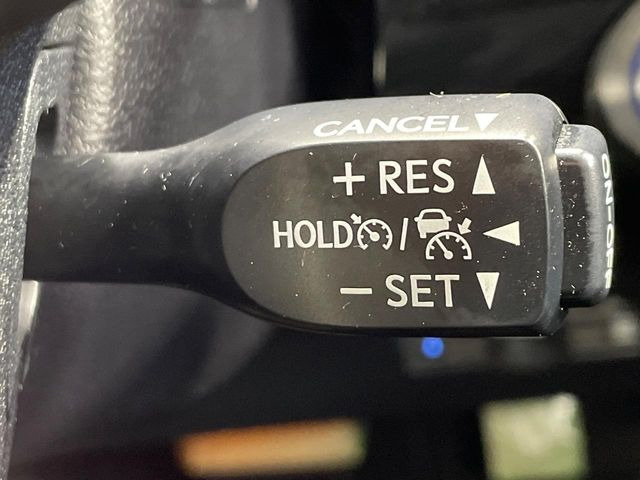 CANCEL▼
+ RES ▲
HOLD / ◀
− SET ▼
ON-OFF